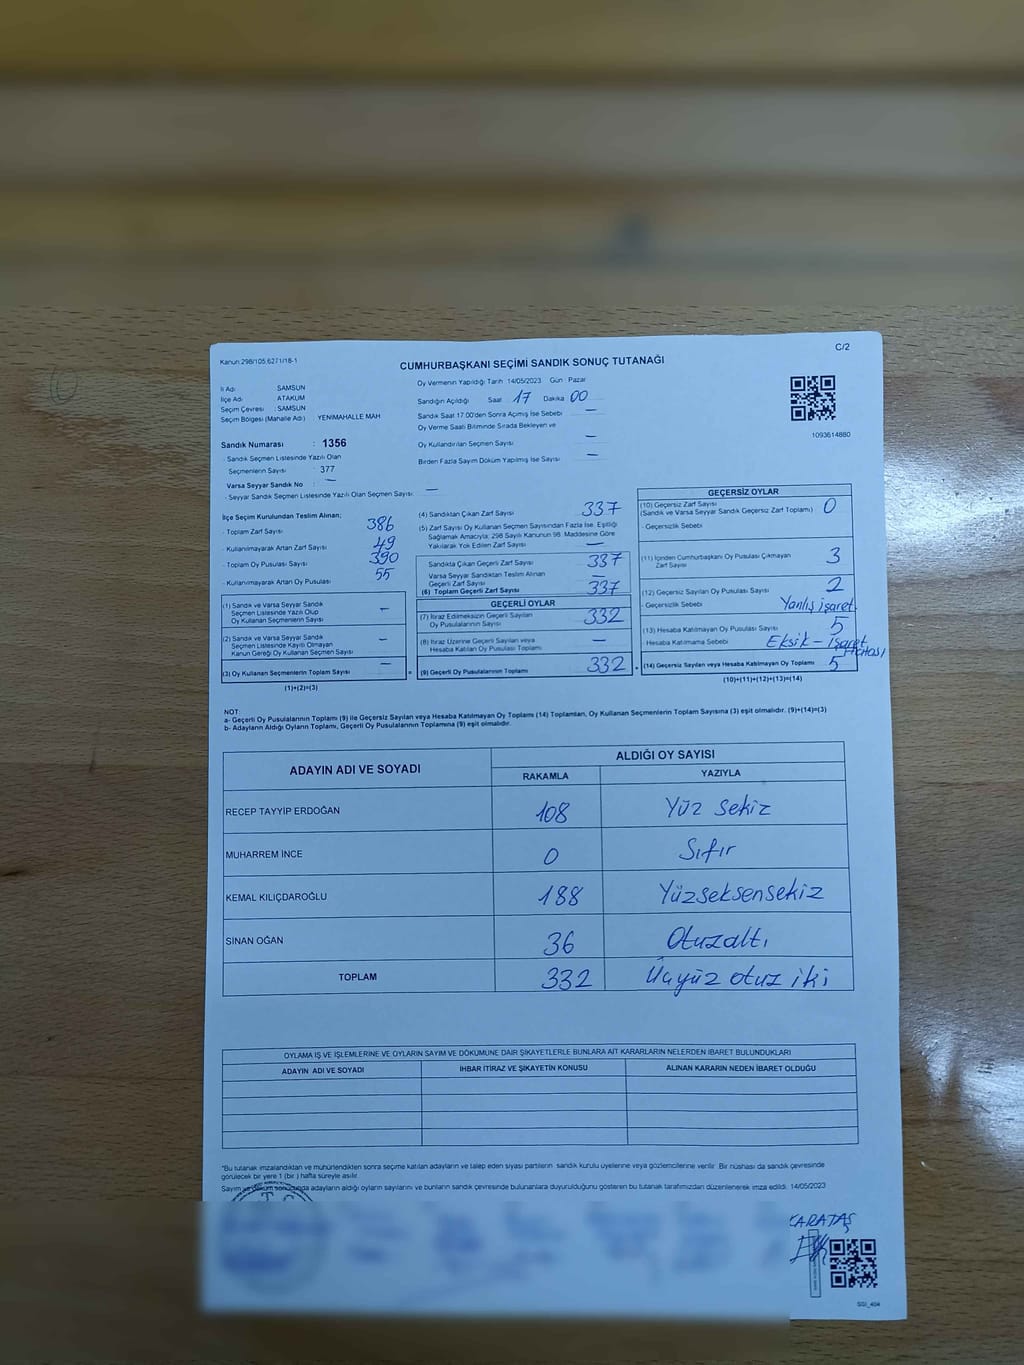 Kanun:298/105,6271/18-1
C/2
CUMHURBAŞKANI SEÇİMİ SANDIK SONUÇ TUTANAĞI
İl Adı SAMSUN
İlçe Adı ATAKUM
Seçim Çevresi : SAMSUN
Seçim Bölgesi (Mahalle Adı) YENİMAHALLE MAH
Sandık Numarası : 1356
Sandık Seçmen Listesinde Yazılı Olan
Seçmenlerin Sayısı : 377
Varsa Seyyar Sandık No : —
- Seyyar Sandık Seçmen Listesinde Yazılı Olan Seçmen Sayısı: —
Oy Vermenin Yapıldığı Tarih 14/05/2023 Gün : Pazar
Sandığın Açıldığı Saat 17 Dakika 00
Sandık Saat 17.00'den Sonra Açılmış İse Sebebi —
Oy Verme Saati Bitiminde Sırada Bekleyen ve
Oy Kullandırılan Seçmen Sayısı —
Birden Fazla Sayım Döküm Yapılmış İse Sayısı —
1093614880
İlçe Seçim Kurulundan Teslim Alınan;
- Toplam Zarf Sayısı 386
- Kullanılmayarak Artan Zarf Sayısı 49
- Toplam Oy Pusulası Sayısı 390
- Kullanılmayarak Artan Oy Pusulası 55
(1) Sandık ve Varsa Seyyar Sandık
Seçmen Listesinde Yazılı Olup
Oy Kullanan Seçmenlerin Sayısı —
(2) Sandık ve Varsa Seyyar Sandık
Seçmen Listesinde Kaydı Olmayan
Kanun Gereği Oy Kullanan Seçmen Sayısı —
(3) Oy Kullanan Seçmenlerin Toplam Sayısı —
(1)+(2)=(3)
(4) Sandıktan Çıkan Zarf Sayısı 337
(5) Zarf Sayısı Oy Kullanan Seçmen Sayısından Fazla İse, Eşitliği
Sağlamak Amacıyla; 298 Sayılı Kanunun 98. Maddesine Göre
Yakılarak Yok Edilen Zarf Sayısı —
Sandıkta Çıkan Geçerli Zarf Sayısı 337
Varsa Seyyar Sandıktan Teslim Alınan
Geçerli Zarf Sayısı —
(6) Toplam Geçerli Zarf Sayısı 337
GEÇERLİ OYLAR
(7) İtiraz Edilmeksizin Geçerli Sayılan
Oy Pusulalarının Sayısı 332
(8) İtiraz Üzerine Geçerli Sayılan veya
Hesaba Katılan Oy Pusulası Toplamı —
(9) Geçerli Oy Pusulalarının Toplamı 332
GEÇERSİZ OYLAR
(10) Geçersiz Zarf Sayısı
(Sandık ve Varsa Seyyar Sandık Geçersiz Zarf Toplamı) 0
- Geçersizlik Sebebi
(11) İçinden Cumhurbaşkanı Oy Pusulası Çıkmayan
Zarf Sayısı 3
(12) Geçersiz Sayılan Oy Pusulası Sayısı 2
- Geçersizlik Sebebi Yanlış işaret
(13) Hesaba Katılmayan Oy Pusulası Sayısı 5
Hesaba Katılmama Sebebi Eksik - işaret Hatası
(14) Geçersiz Sayılan veya Hesaba Katılmayan Oy Toplamı 5
(10)+(11)+(12)+(13)=(14)
NOT:
a- Geçerli Oy Pusulalarının Toplamı (9) ile Geçersiz Sayılan veya Hesaba Katılmayan Oy Toplamı (14) Toplamları, Oy Kullanan Seçmenlerin Toplam Sayısına (3) eşit olmalıdır. (9)+(14)=(3)
b- Adayların Aldığı Oyların Toplamı, Geçerli Oy Pusulalarının Toplamına (9) eşit olmalıdır.
ADAYIN ADI VE SOYADI ALDIĞI OY SAYISI
RAKAMLA YAZIYLA
RECEP TAYYİP ERDOĞAN 108 Yüz sekiz
MUHARREM İNCE 0 Sıfır
KEMAL KILIÇDAROĞLU 188 Yüzseksensekiz
SİNAN OĞAN 36 Otuzaltı
TOPLAM 332 Üçyüz otuz iki
OYLAMA İŞ VE İŞLEMLERİNE VE OYLARIN SAYIM VE DÖKÜMÜNE DAİR ŞİKAYETLERLE BUNLARA AİT KARARLARIN NELERDEN İBARET BULUNDUKLARI
ADAYIN ADI VE SOYADI İHBAR İTİRAZ VE ŞİKAYETİN KONUSU ALINAN KARARIN NEDEN İBARET OLDUĞU
*Bu tutanak imzalandıktan ve mühürlendikten sonra seçime katılan adayların ve talep eden siyasi partilerin sandık kurulu üyelerine veya gözlemcilerine verilir. Bir nüshası da sandık çevresinde
görülecek bir yere 1 (bir) hafta süreyle asılır.
Sayım ve döküm sonucunda adayların aldığı oyların sayılarını ve bunların sandık çevresinde bulunanlara duyurulduğunu gösteren bu tutanak tarafımızdan düzenlenerek imza edildi. 14/05/2023
T.C.
KARATAŞ
SGI_404